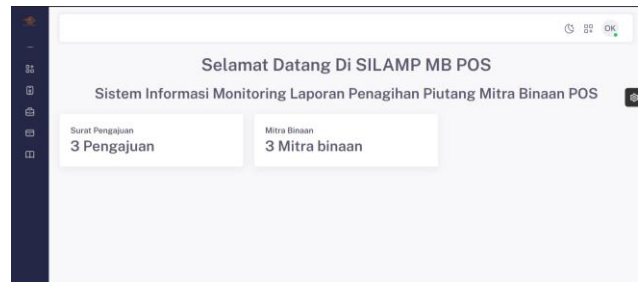 OK
Selamat Datang Di SILAMP MB POS
Sistem Informasi Monitoring Laporan Penagihan Piutang Mitra Binaan POS
Surat Pengajuan
3 Pengajuan
Mitra Binaan
3 Mitra binaan